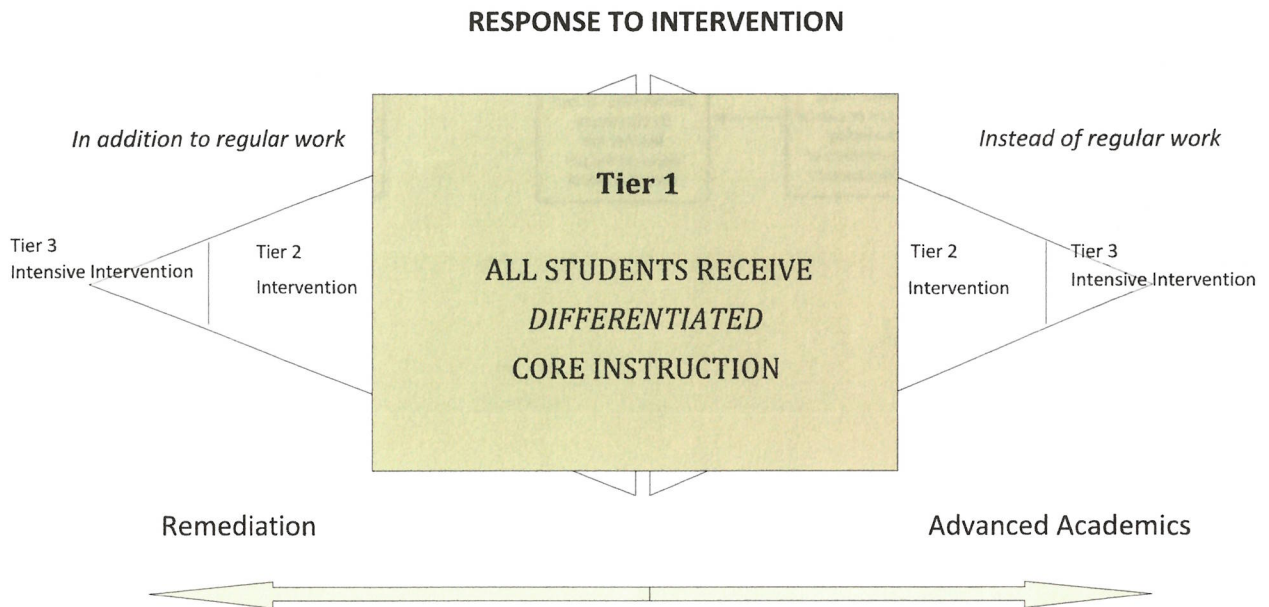 RESPONSE TO INTERVENTION
In addition to regular work
Instead of regular work
Tier 1
Tier 3
Intensive Intervention
Tier 2
Intervention
ALL STUDENTS RECEIVE
DIFFERENTIATED
CORE INSTRUCTION
Tier 2
Intervention
Tier 3
Intensive Intervention
Remediation
Advanced Academics